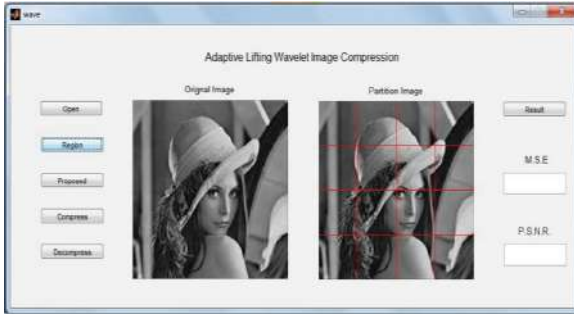 wave
Adaptive Lifting Wavelet Image Compression
Orignal Image
Partition Image
Open
Region
Proposed
Compress
Decompress
Result
M.S.E
P.S.N.R.